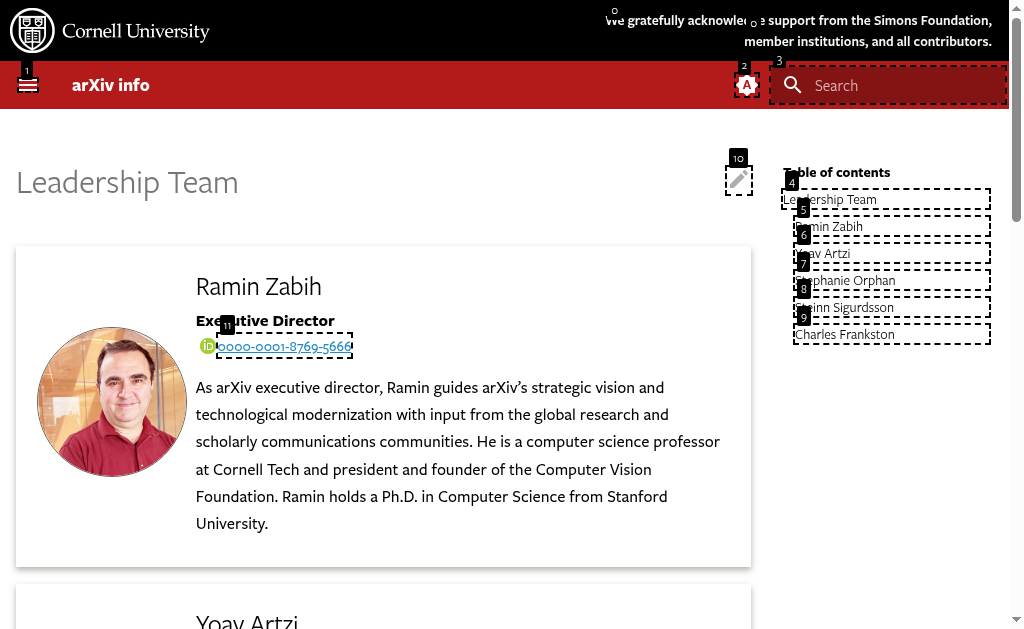 Cornell University
0
We gratefully acknowle 0 e support from the Simons Foundation,
member institutions, and all contributors.
1
arXiv info
2
A
3
Search
Leadership Team
10
Table of contents
4
Leadership Team
5
Ramin Zabih
6
Yoav Artzi
7
Stephanie Orphan
8
Steinn Sigurdsson
9
Charles Frankston
Ramin Zabih
Executive Director
11
iD 0000-0001-8769-5666
As arXiv executive director, Ramin guides arXiv’s strategic vision and
technological modernization with input from the global research and
scholarly communications communities. He is a computer science professor
at Cornell Tech and president and founder of the Computer Vision
Foundation. Ramin holds a Ph.D. in Computer Science from Stanford
University.
Yoav Artzi